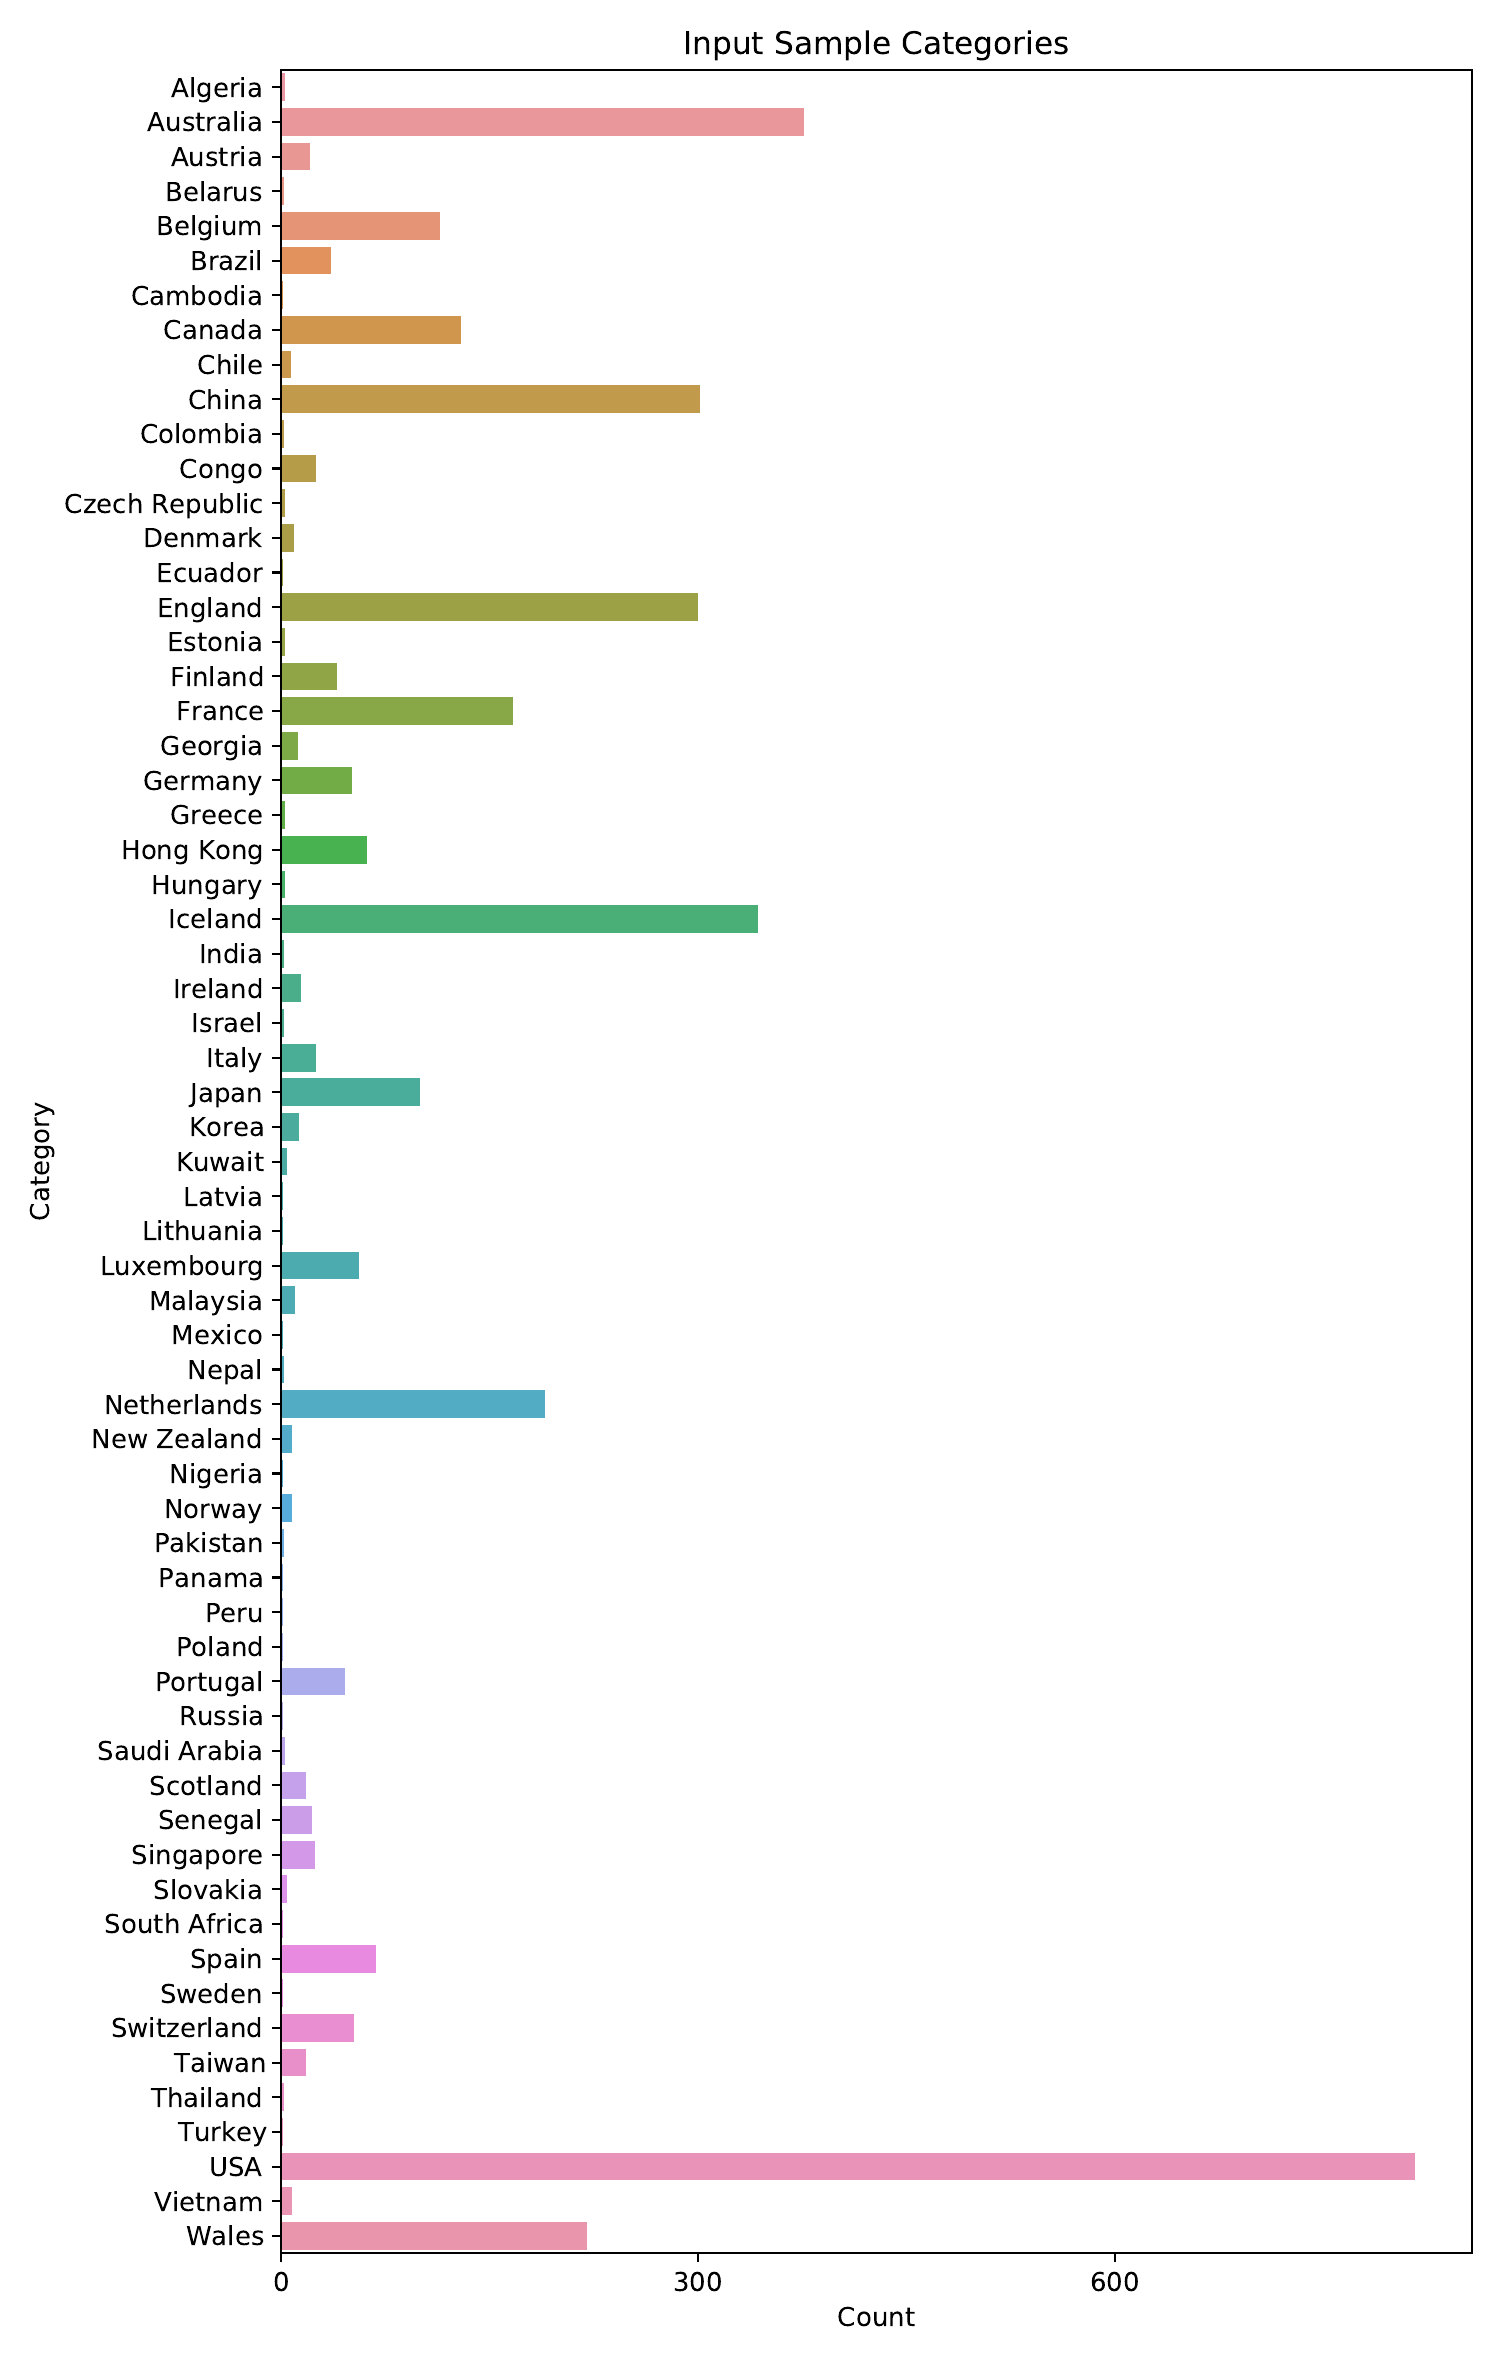 Input Sample Categories
Algeria
Australia
Austria
Belarus
Belgium
Brazil
Cambodia
Canada
Chile
China
Colombia
Congo
Czech Republic
Denmark
Ecuador
England
Estonia
Finland
France
Georgia
Germany
Greece
Hong Kong
Hungary
Iceland
India
Ireland
Israel
Italy
Japan
Korea
Kuwait
Latvia
Lithuania
Luxembourg
Malaysia
Mexico
Nepal
Netherlands
New Zealand
Nigeria
Norway
Pakistan
Panama
Peru
Poland
Portugal
Russia
Saudi Arabia
Scotland
Senegal
Singapore
Slovakia
South Africa
Spain
Sweden
Switzerland
Taiwan
Thailand
Turkey
USA
Vietnam
Wales
Category
0 300 600
Count